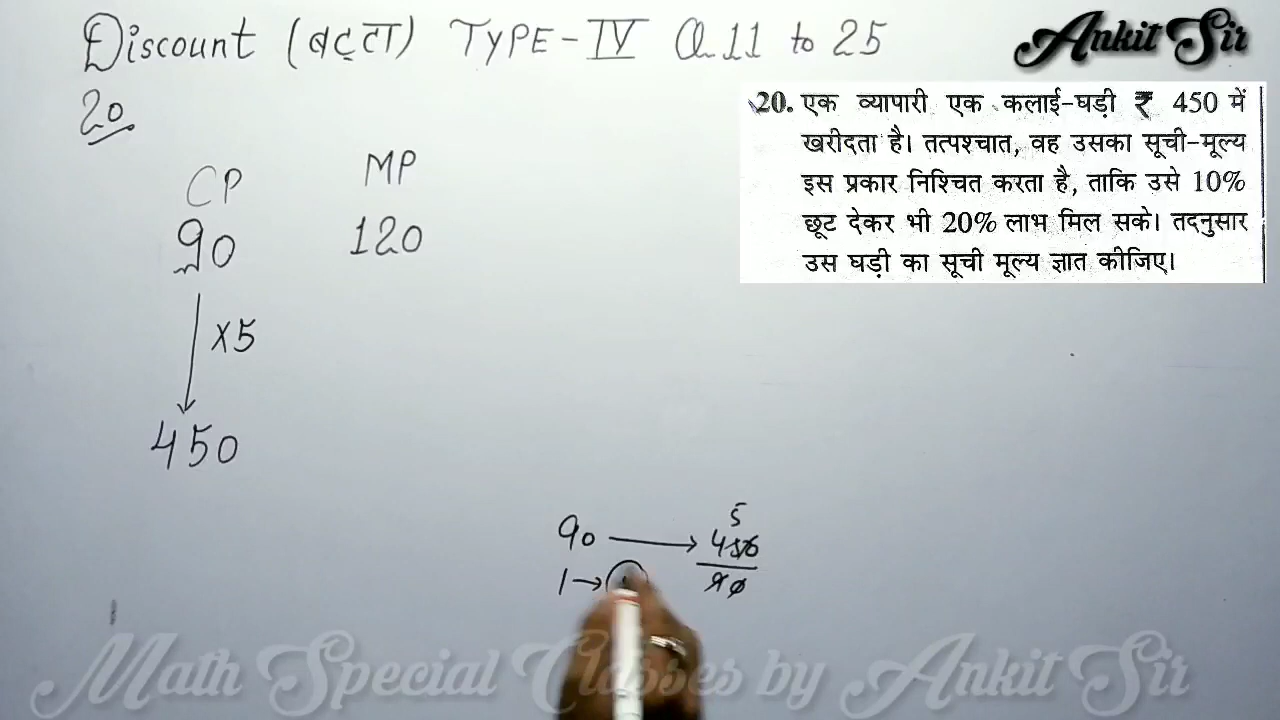 Discount (बट्टा) TYPE-IV Q.11 to 25
Ankit Sir
20
20. एक व्यापारी एक कलाई-घड़ी ₹ 450 में
खरीदता है। तत्पश्चात, वह उसका सूची-मूल्य
इस प्रकार निश्चित करता है, ताकि उसे 10%
छूट देकर भी 20% लाभ मिल सके। तदनुसार
उस घड़ी का सूची मूल्य ज्ञात कीजिए।
CP MP
90 120
×5
450
5
90 → 450
1 → 90
Math Special Classes by Ankit Sir